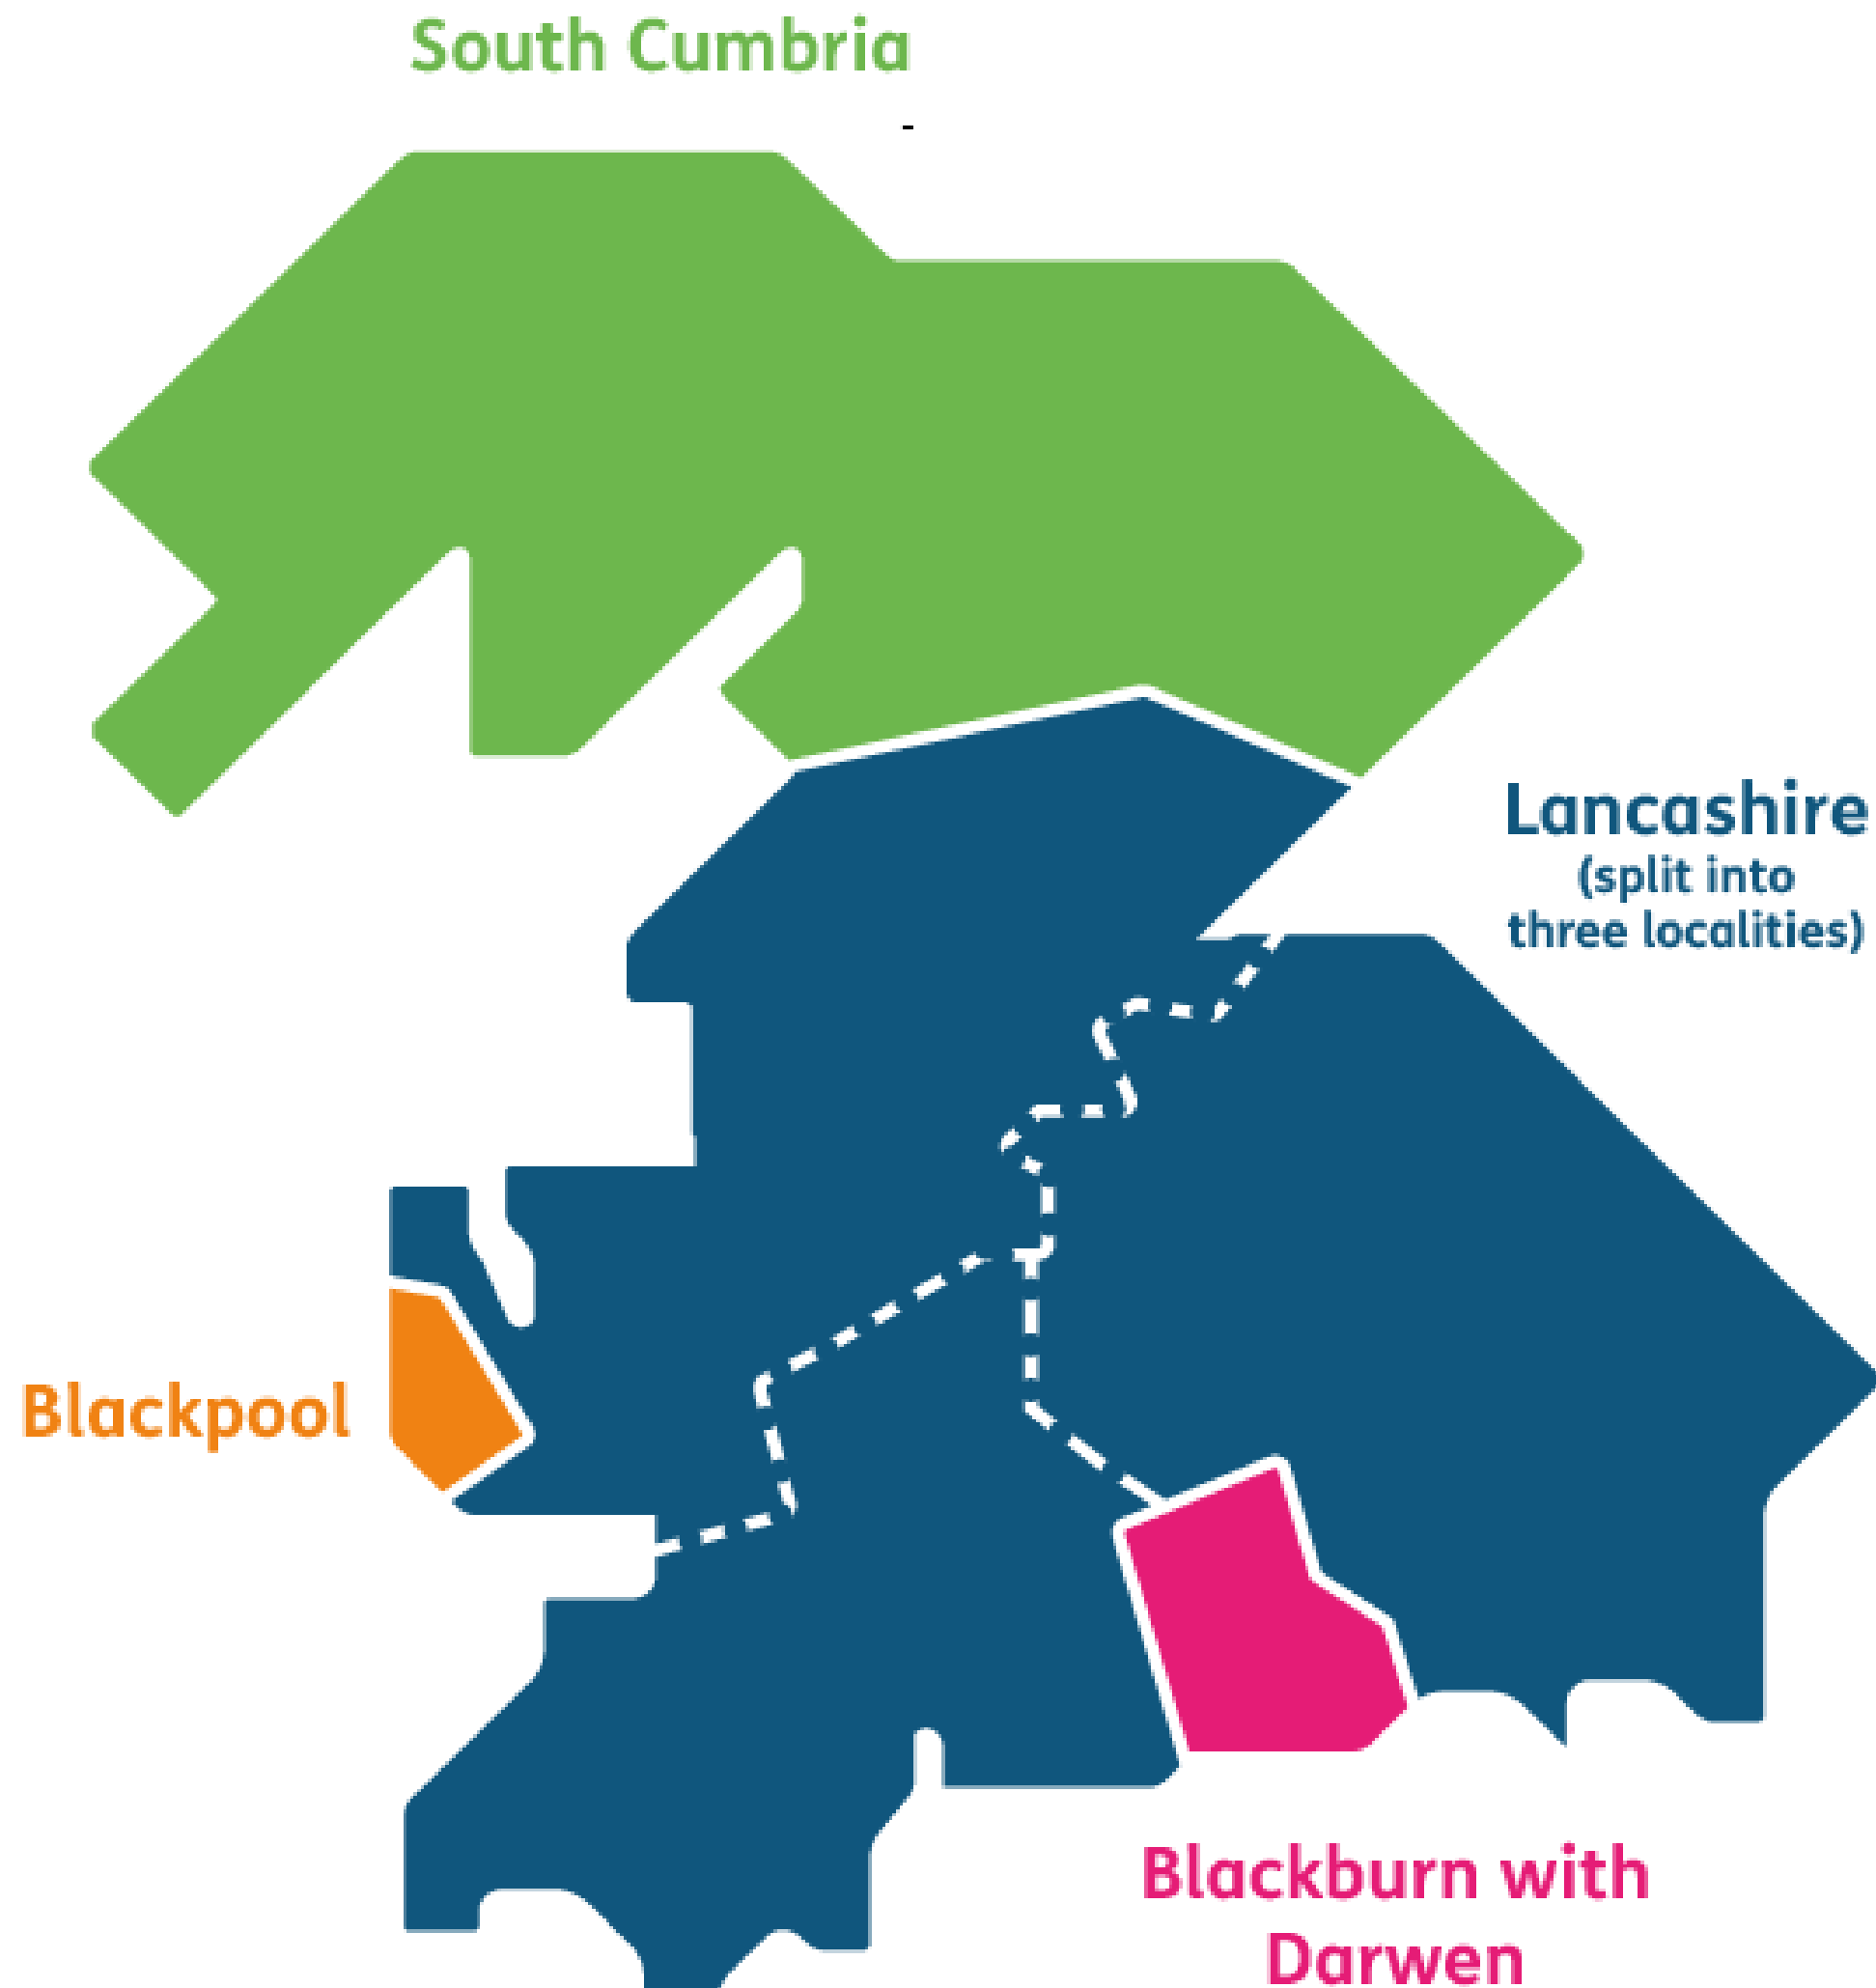 South Cumbria
-
Lancashire
(split into
three localities)
Blackpool
Blackburn with
Darwen